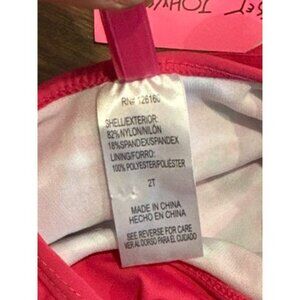 RN# 126160
SHELL/EXTERIOR:
82% NYLON/NILÓN
18% SPANDEX/SPANDEX
LINING/FORRO:
100% POLYESTER/POLIÉSTER
2T
MADE IN CHINA
HECHO EN CHINA
SEE REVERSE FOR CARE
VER AL DORSO PARA EL CUIDADO